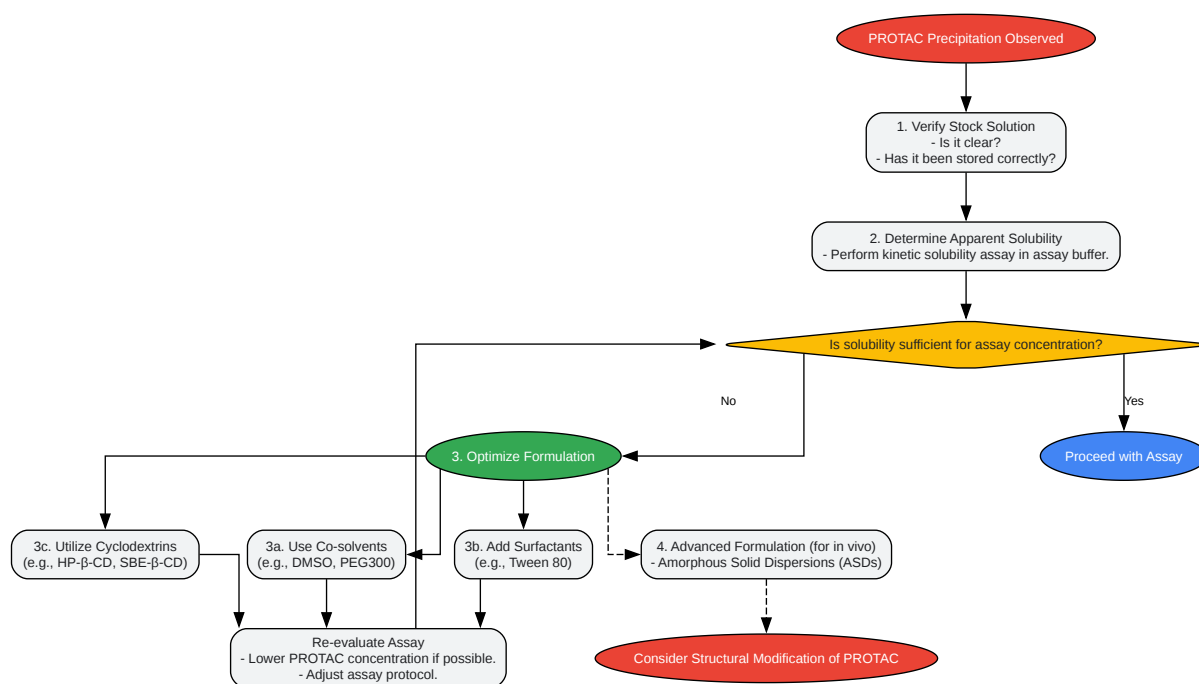 PROTAC Precipitation Observed
1. Verify Stock Solution
- Is it clear?
- Has it been stored correctly?
2. Determine Apparent Solubility
- Perform kinetic solubility assay in assay buffer.
Is solubility sufficient for assay concentration?
No
Yes
3. Optimize Formulation
Proceed with Assay
3c. Utilize Cyclodextrins
(e.g., HP-β-CD, SBE-β-CD)
3a. Use Co-solvents
(e.g., DMSO, PEG300)
3b. Add Surfactants
(e.g., Tween 80)
4. Advanced Formulation (for in vivo)
- Amorphous Solid Dispersions (ASDs)
Re-evaluate Assay
- Lower PROTAC concentration if possible.
- Adjust assay protocol.
Consider Structural Modification of PROTAC